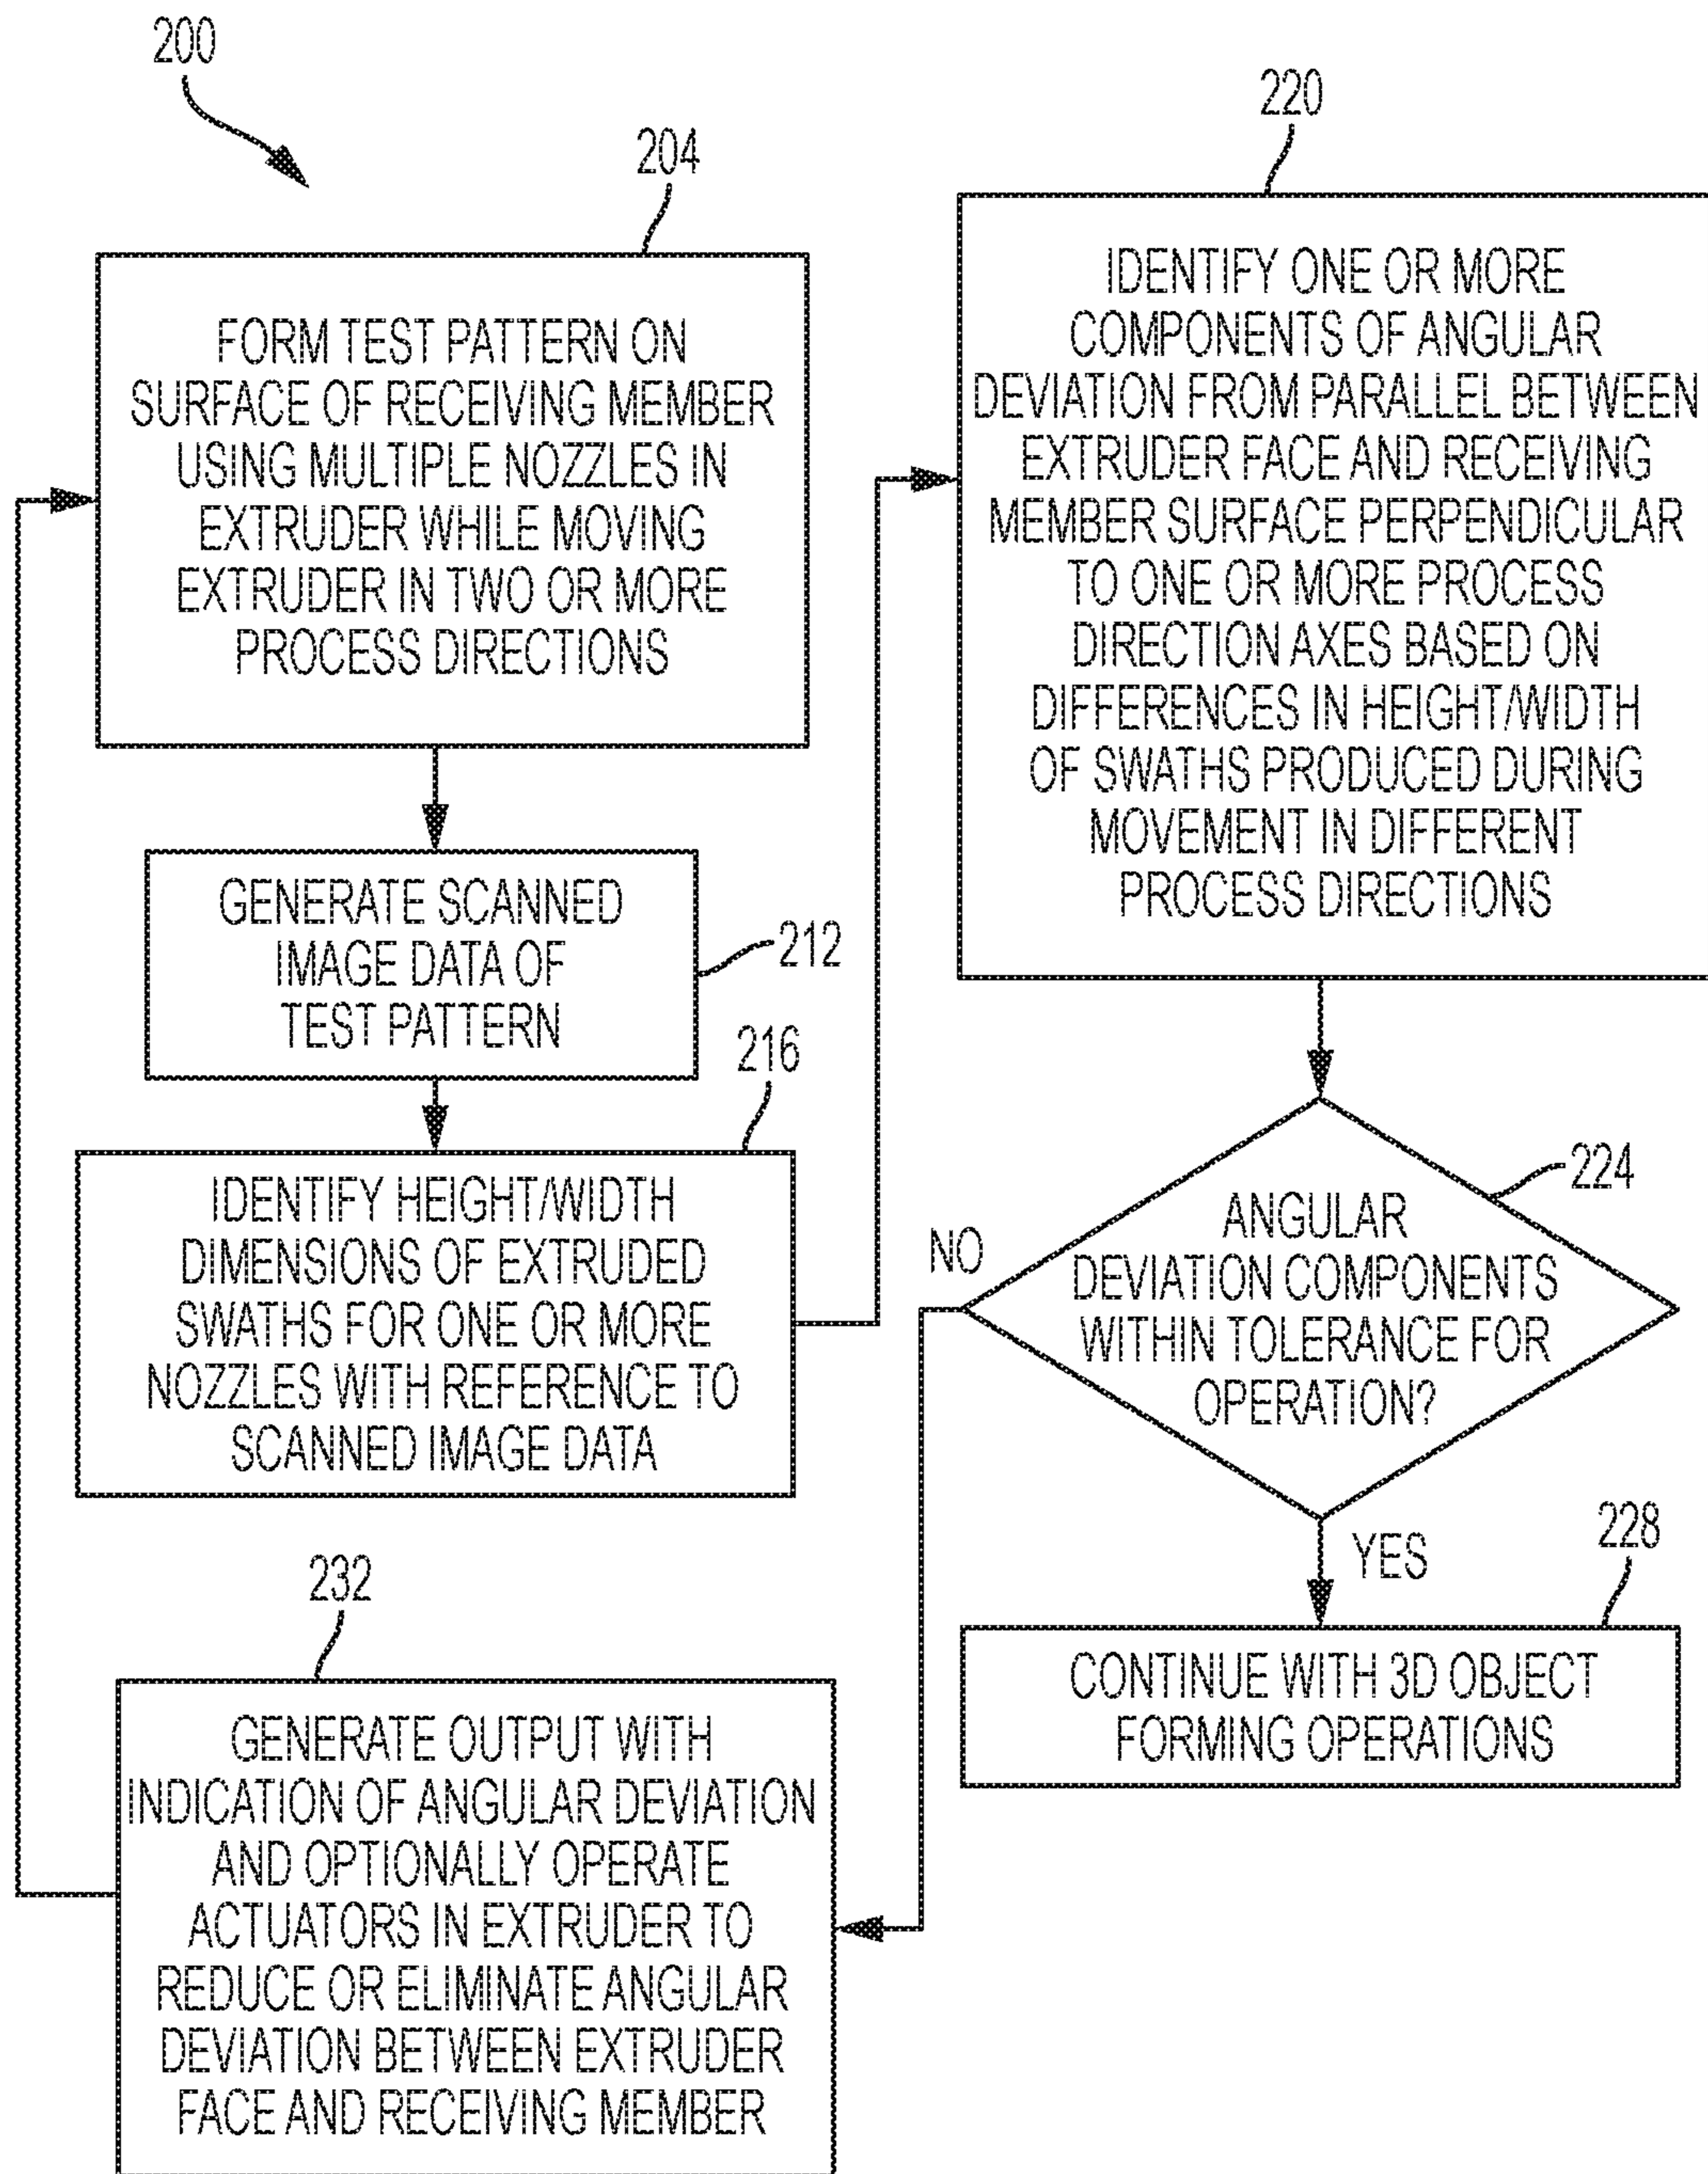 200
204
FORM TEST PATTERN ON
SURFACE OF RECEIVING MEMBER
USING MULTIPLE NOZZLES IN
EXTRUDER WHILE MOVING
EXTRUDER IN TWO OR MORE
PROCESS DIRECTIONS
GENERATE SCANNED
IMAGE DATA OF
TEST PATTERN
212
216
IDENTIFY HEIGHT/WIDTH
DIMENSIONS OF EXTRUDED
SWATHS FOR ONE OR MORE
NOZZLES WITH REFERENCE TO
SCANNED IMAGE DATA
220
IDENTIFY ONE OR MORE
COMPONENTS OF ANGULAR
DEVIATION FROM PARALLEL BETWEEN
EXTRUDER FACE AND RECEIVING
MEMBER SURFACE PERPENDICULAR
TO ONE OR MORE PROCESS
DIRECTION AXES BASED ON
DIFFERENCES IN HEIGHT/WIDTH
OF SWATHS PRODUCED DURING
MOVEMENT IN DIFFERENT
PROCESS DIRECTIONS
224
ANGULAR
DEVIATION COMPONENTS
WITHIN TOLERANCE FOR
OPERATION?
NO
YES
228
CONTINUE WITH 3D OBJECT
FORMING OPERATIONS
232
GENERATE OUTPUT WITH
INDICATION OF ANGULAR DEVIATION
AND OPTIONALLY OPERATE
ACTUATORS IN EXTRUDER TO
REDUCE OR ELIMINATE ANGULAR
DEVIATION BETWEEN EXTRUDER
FACE AND RECEIVING MEMBER